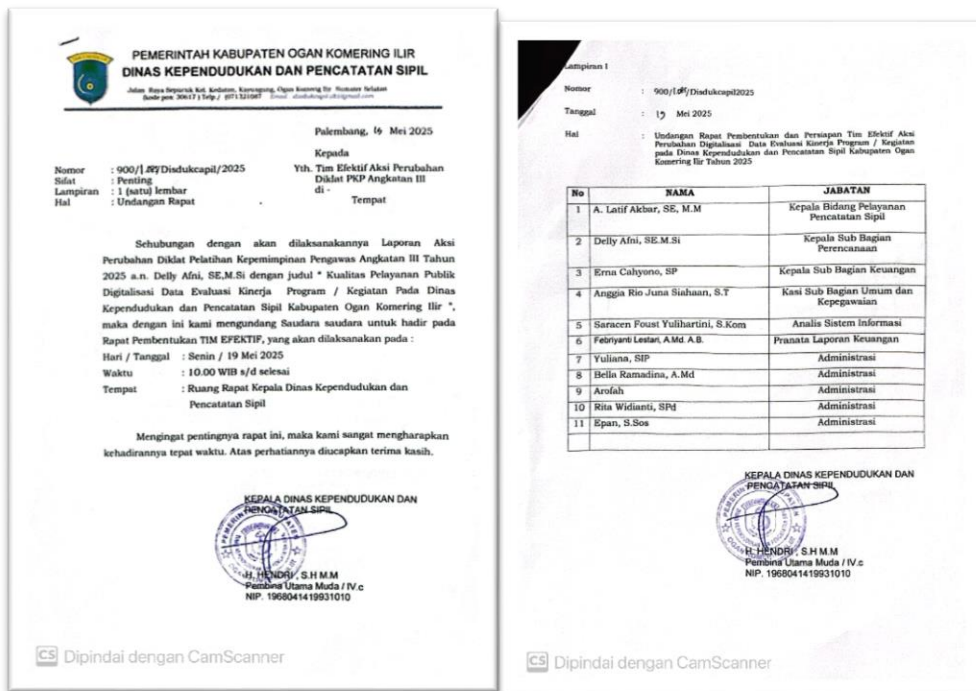 PEMERINTAH KABUPATEN OGAN KOMERING ILIR
DINAS KEPENDUDUKAN DAN PENCATATAN SIPIL
Palembang, Mei 2025
Kepada
Nomor : 900/ Disdukcapil/2025 Yth. Tim Efektif Aksi Perubahan
Sifat : Penting Diklat PKP Angkatan III
Lampiran : 1 (satu) lembar di -
Hal : Undangan Rapat Tempat
Sehubungan dengan akan dilaksanakannya Laporan Aksi
Perubahan Diklat Pelatihan Kepemimpinan Pengawas Angkatan III Tahun
2025 a.n. Delly Afni, SE,M.Si dengan judul " Kualitas Pelayanan Publik
Digitalisasi Data Evaluasi Kinerja Program / Kegiatan Pada Dinas
Kependudukan dan Pencatatan Sipil Kabupaten Ogan Komering Ilir ",
maka dengan ini kami mengundang Saudara saudara untuk hadir pada
Rapat Pembentukan TIM EFEKTIF, yang akan dilaksanakan pada :
Hari / Tanggal : Senin / 19 Mei 2025
Waktu : 10.00 WIB s/d selesai
Tempat : Ruang Rapat Kepala Dinas Kependudukan dan
Pencatatan Sipil
Mengingat pentingnya rapat ini, maka kami sangat mengharapkan
kehadirannya tepat waktu. Atas perhatiannya diucapkan terima kasih.
KEPALA DINAS KEPENDUDUKAN DAN
PENCATATAN SIPIL
H. HENDRI, S.H M.M
Pembina Utama Muda / IV.c
NIP. 1968041419931010
CS Dipindai dengan CamScanner
Lampiran I
Nomor : 900/ /Disdukcapil2025
Tanggal : Mei 2025
Hal : Undangan Rapat Pembentukan dan Persiapan Tim Efektif Aksi
Perubahan Digitalisasi Data Evaluasi Kinerja Program / Kegiatan
pada Dinas Kependudukan dan Pencatatan Sipil Kabupaten Ogan
Komering Ilir Tahun 2025
No NAMA JABATAN
1 A. Latif Akbar, SE, M.M Kepala Bidang Pelayanan
Pencatatan Sipil
2 Delly Afni, SE.M.Si Kepala Sub Bagian
Perencanaan
3 Erna Cahyono, SP Kepala Sub Bagian Keuangan
4 Anggia Rio Juna Siahaan, S.T Kasi Sub Bagian Umum dan
Kepegawaian
5 Saracen Foust Yulihartini, S.Kom Analis Sistem Informasi
6 Febriyanti Lestari, A.Md. A.B. Pranata Laporan Keuangan
7 Yuliana, SIP Administrasi
8 Bella Ramadina, A.Md Administrasi
9 Arofah Administrasi
10 Rita Widianti, SPd Administrasi
11 Epan, S.Sos Administrasi
KEPALA DINAS KEPENDUDUKAN DAN
PENCATATAN SIPIL
H. HENDRI, S.H M.M
Pembina Utama Muda / IV.c
NIP. 1968041419931010
CS Dipindai dengan CamScanner